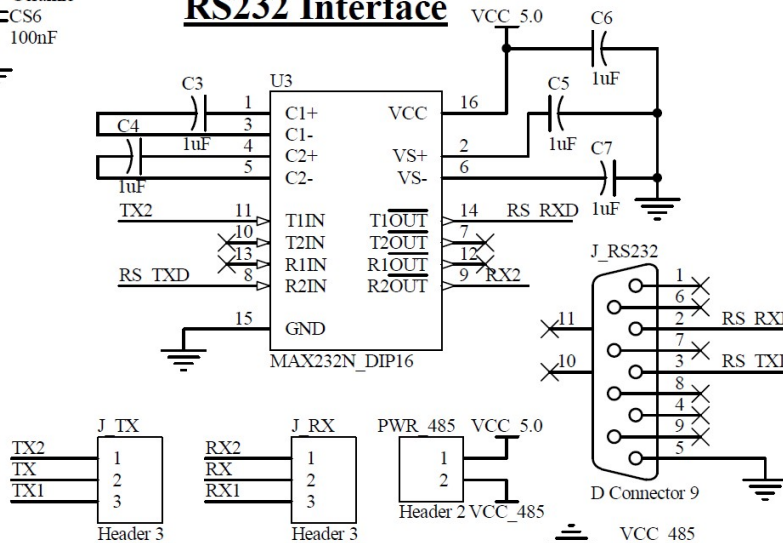 CS6
100nF
RS232 Interface
VCC_5.0
C6
1uF
U3
C3
1uF
C4
1uF
1
3
4
5
C1+
C1-
C2+
C2-
VCC
VS+
VS-
16
2
6
C5
1uF
C7
1uF
TX2
11
10
13
RS_TXD
8
T1IN
T2IN
R1IN
R2IN
T1OUT
T2OUT
R1OUT
R2OUT
14
RS_RXD
7
12
9
RX2
15
GND
MAX232N_DIP16
J_RS232
11
10
1
6
2
RS_RX
7
3
RS_TX
8
4
9
5
D Connector 9
J_TX
TX2
TX
TX1
1
2
3
Header 3
J_RX
RX2
RX
RX1
1
2
3
Header 3
PWR_485
VCC_5.0
1
2
Header 2
VCC_485
VCC_485